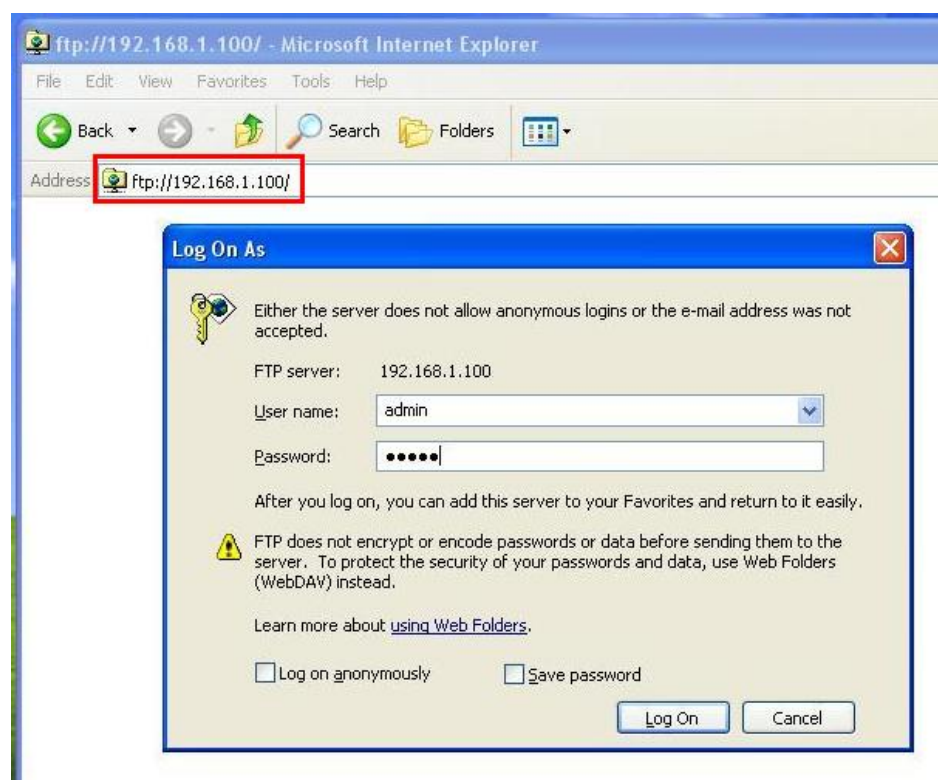 ftp://192.168.1.100/ - Microsoft Internet Explorer
File Edit View Favorites Tools Help
Back Search Folders
Address ftp://192.168.1.100/
Log On As
Either the server does not allow anonymous logins or the e-mail address was not
accepted.
FTP server: 192.168.1.100
User name: admin
Password: •••••
After you log on, you can add this server to your Favorites and return to it easily.
FTP does not encrypt or encode passwords or data before sending them to the
server. To protect the security of your passwords and data, use Web Folders
(WebDAV) instead.
Learn more about using Web Folders.
Log on anonymously Save password
Log On Cancel